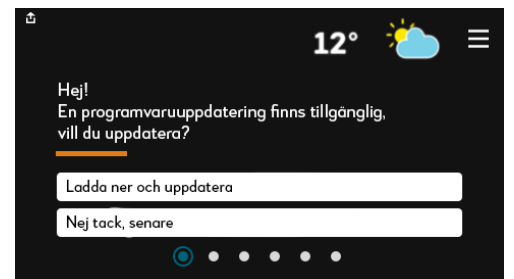 12°
Hej!
En programvaruuppdatering finns tillgänglig,
vill du uppdatera?
Ladda ner och uppdatera
Nej tack, senare